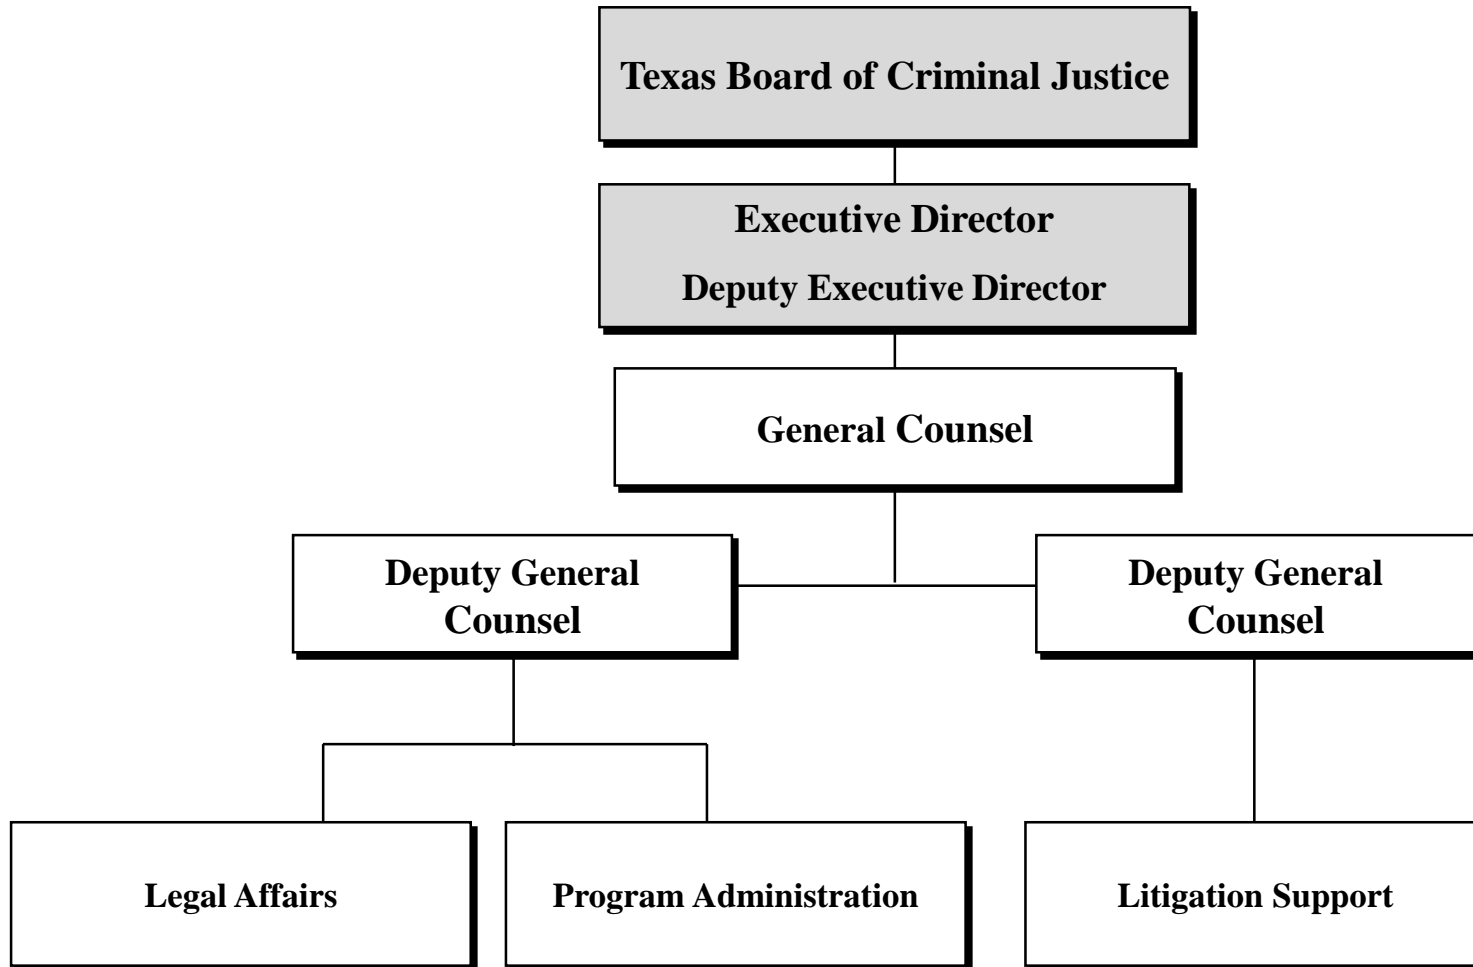 Texas Board of Criminal Justice
Executive Director
Deputy Executive Director
General Counsel
Deputy General
Counsel
Deputy General
Counsel
Legal Affairs
Program Administration
Litigation Support